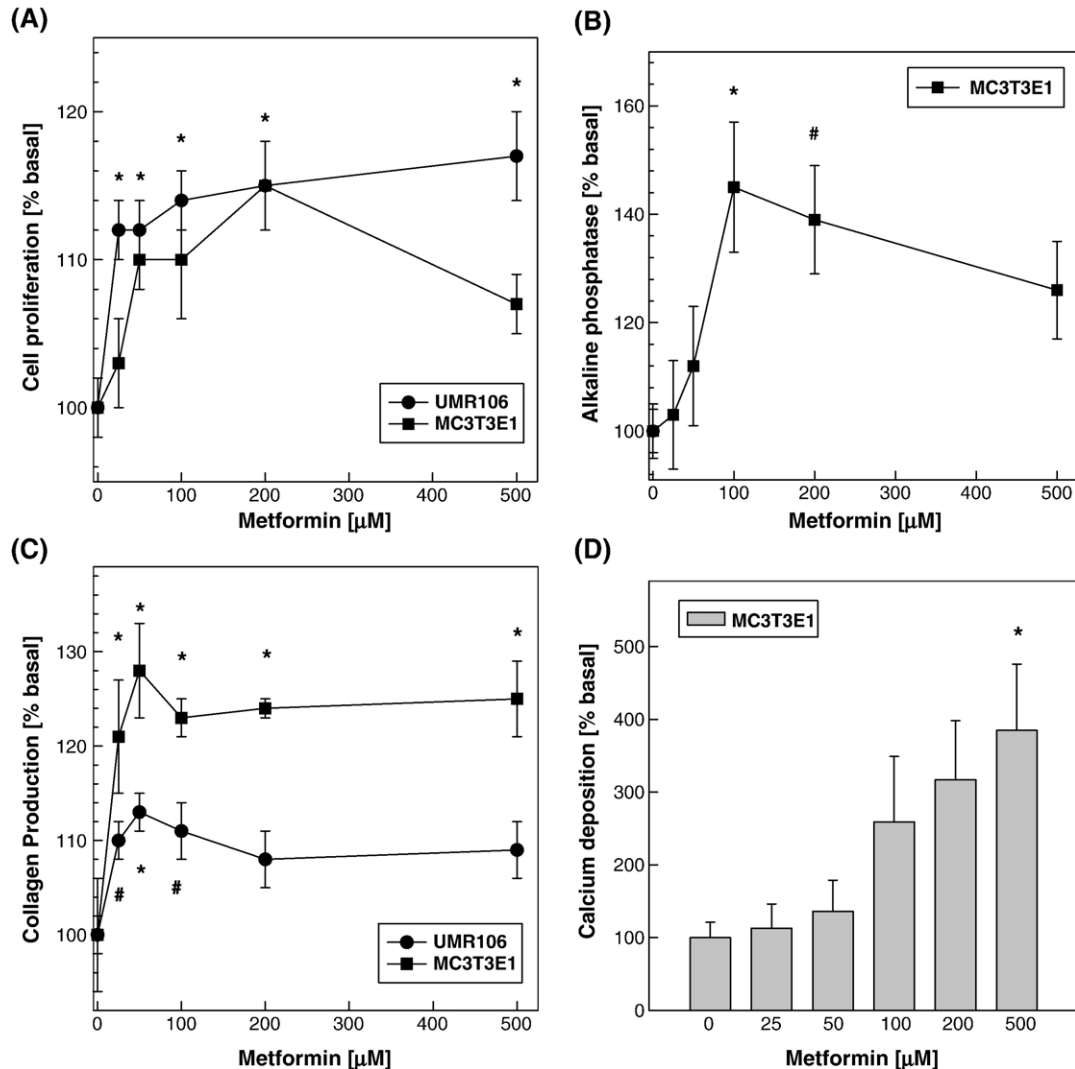 (A)
Cell proliferation [% basal]
120
110
100
* * * * *
UMR106
MC3T3E1
0 100 200 300 400 500
Metformin [μM]
(B)
Alkaline phosphatase [% basal]
160
140
120
100
* #
MC3T3E1
0 100 200 300 400 500
Metformin [μM]
(C)
Collagen Production [% basal]
130
120
110
100
* * * * *
# * #
UMR106
MC3T3E1
0 100 200 300 400 500
Metformin [μM]
(D)
Calcium deposition [% basal]
500
400
300
200
100
0
MC3T3E1
*
0 25 50 100 200 500
Metformin [μM]